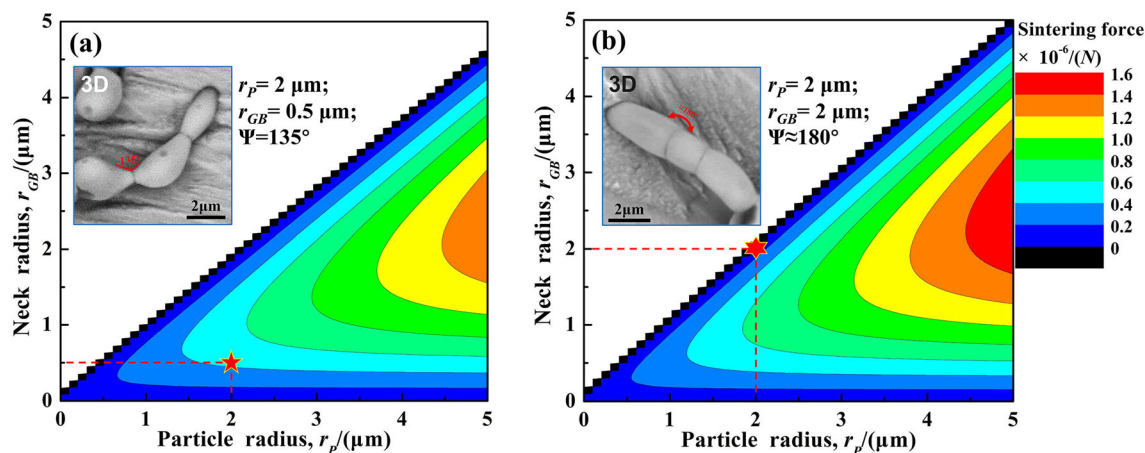 (a)
3D
135°
2μm
r_P= 2 μm;
r_GB= 0.5 μm;
Ψ=135°
Neck radius, r_GB/(μm)
5
4
3
2
1
0
0 1 2 3 4 5
Particle radius, r_p/(μm)
(b)
3D
2μm
r_P= 2 μm;
r_GB= 2 μm;
Ψ≈180°
Neck radius, r_GB/(μm)
5
4
3
2
1
0
0 1 2 3 4 5
Particle radius, r_p/(μm)
Sintering force
× 10⁻⁶/(N)
1.6
1.4
1.2
1.0
0.8
0.6
0.4
0.2
0